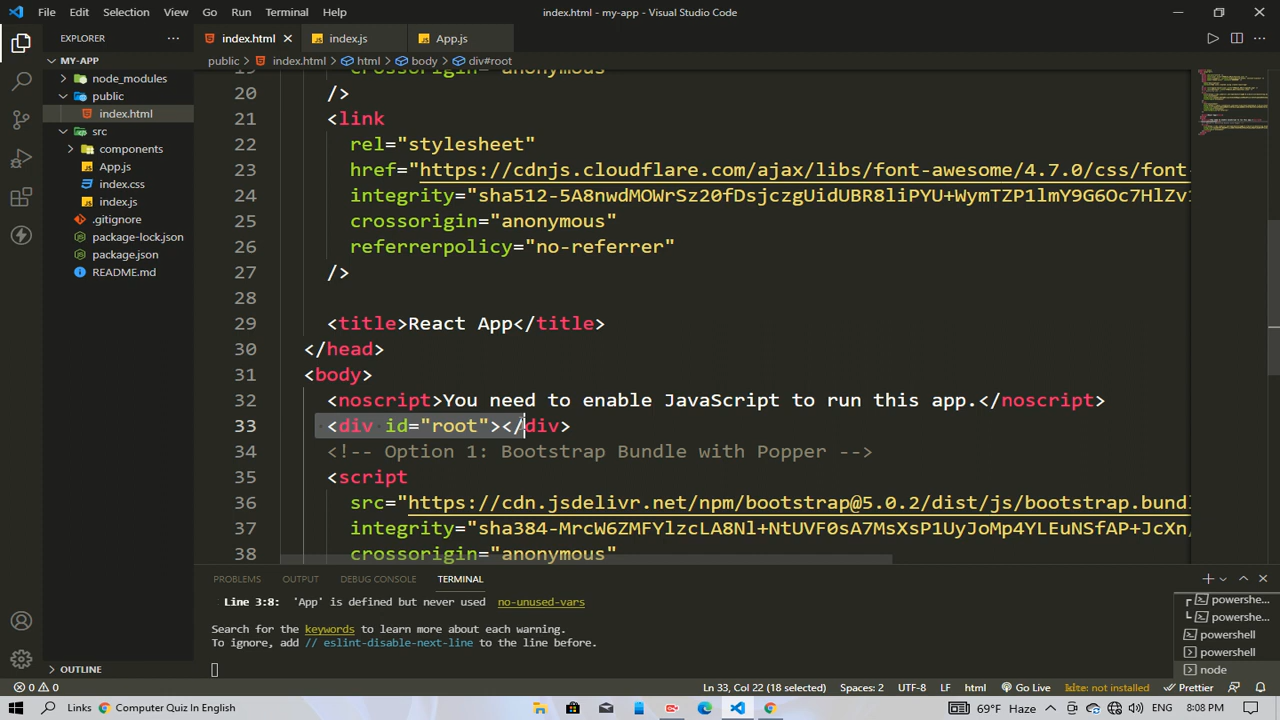 File Edit Selection View Go Run Terminal Help
index.html - my-app - Visual Studio Code
EXPLORER
index.html
index.js
App.js
MY-APP
public > index.html > html > body > div#root
node_modules
public
index.html
src
components
App.js
index.css
index.js
.gitignore
package-lock.json
package.json
README.md
OUTLINE
crossorigin="anonymous"
20 />
21 <link
22 rel="stylesheet"
23 href="https://cdnjs.cloudflare.com/ajax/libs/font-awesome/4.7.0/css/font-
24
25 crossorigin="anonymous"
26 referrerpolicy="no-referrer"
27 />
28
29 <title>React App</title>
30 </head>
31 <body>
32 <noscript>You need to enable JavaScript to run this app.</noscript>
33 <div id="root"></div>
34 <!-- Option 1: Bootstrap Bundle with Popper -->
35 <script
36 src="https://cdn.jsdelivr.net/npm/bootstrap@5.0.2/dist/js/bootstrap.bundl
37 integrity="sha384-MrcW6ZMFYlzcLA8Nl+NtUVF0sA7MsXsP1UyJoMp4YLEuNSfAP+JcXn
38 crossorigin="anonymous"
PROBLEMS OUTPUT DEBUG CONSOLE TERMINAL
Line 3:8: 'App' is defined but never used no-unused-vars
Search for the keywords to learn more about each warning.
To ignore, add // eslint-disable-next-line to the line before.
powershe...
powershe...
powershell
powershell
node
0 0
Ln 33, Col 22 (18 selected) Spaces: 2 UTF-8 LF html Go Live not installed Prettier
Links Computer Quiz In English
69°F Haze ENG 8:08 PM